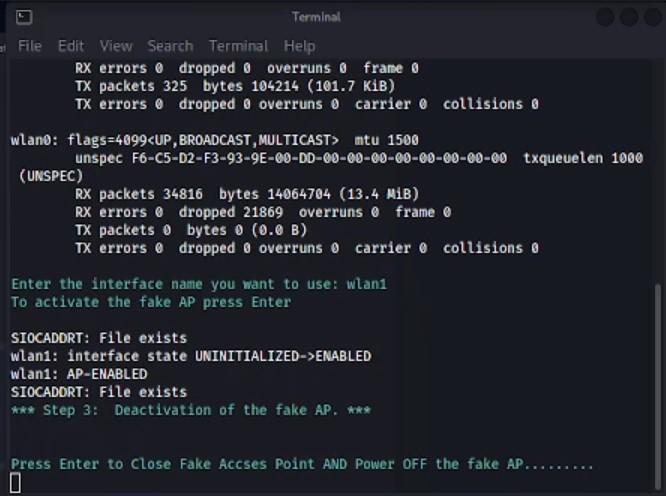 Terminal
File Edit View Search Terminal Help
RX errors 0 dropped 0 overruns 0 frame 0
TX packets 325 bytes 104214 (101.7 KiB)
TX errors 0 dropped 0 overruns 0 carrier 0 collisions 0
wlan0: flags=4099<UP,BROADCAST,MULTICAST> mtu 1500
unspec F6-C5-D2-F3-93-9E-00-DD-00-00-00-00-00-00-00-00 txqueuelen 1000
(UNSPEC)
RX packets 34816 bytes 14064704 (13.4 MiB)
RX errors 0 dropped 21869 overruns 0 frame 0
TX packets 0 bytes 0 (0.0 B)
TX errors 0 dropped 0 overruns 0 carrier 0 collisions 0
Enter the interface name you want to use: wlan1
To activate the fake AP press Enter
SIOCADDRT: File exists
wlan1: interface state UNINITIALIZED->ENABLED
wlan1: AP-ENABLED
SIOCADDRT: File exists
*** Step 3: Deactivation of the fake AP. ***
Press Enter to Close Fake Accses Point AND Power OFF the fake AP.........